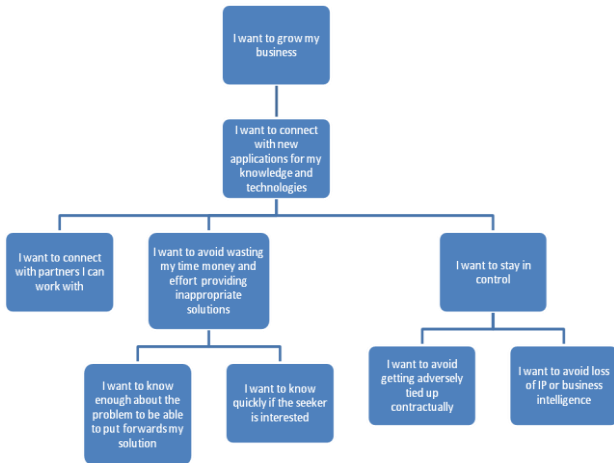 I want to grow my
business
I want to connect
with new
applications for my
knowledge and
technologies
I want to connect
with partners I can
work with
I want to avoid wasting
my time money and
effort providing
inappropriate
solutions
I want to stay in
control
I want to know
enough about the
problem to be able
to put forwards my
solution
I want to know
quickly if the seeker
is interested
I want to avoid
getting adversely
tied up
contractually
I want to avoid loss
of IP or business
intelligence